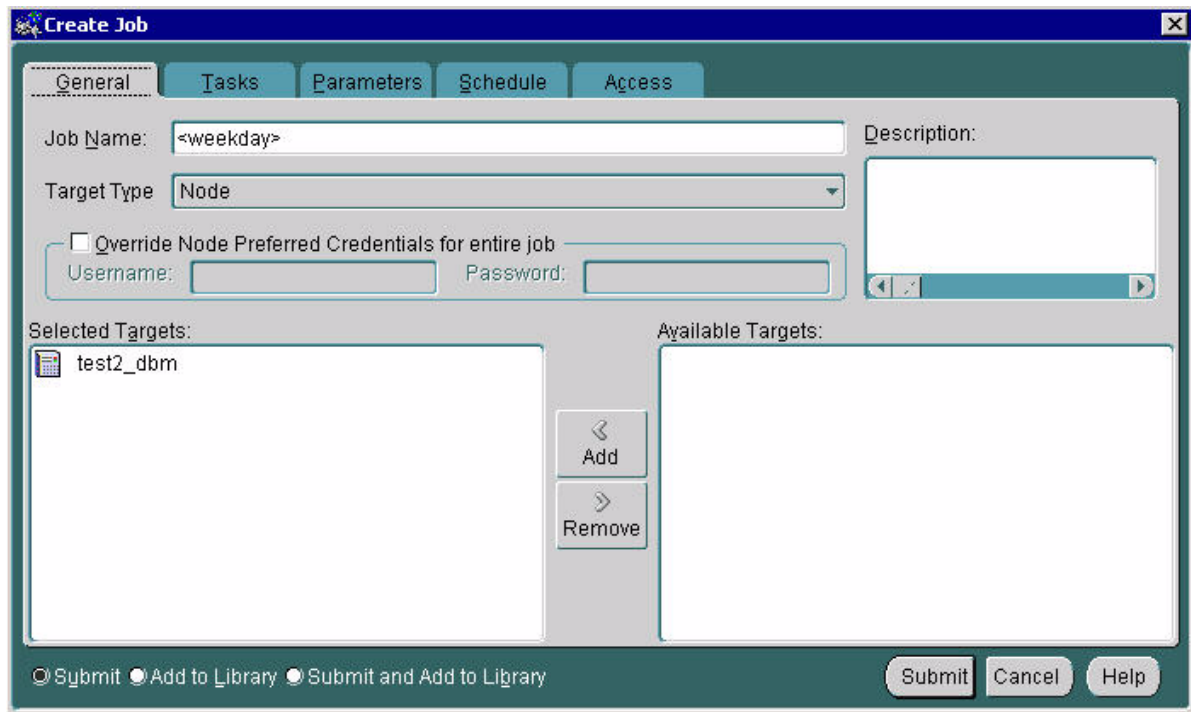 Create Job
General Tasks Parameters Schedule Access
Job Name: <weekday>
Description:
Target Type Node
Override Node Preferred Credentials for entire job
Username: Password:
Selected Targets: Available Targets:
test2_dbm
Add
Remove
Submit Add to Library Submit and Add to Library Submit Cancel Help